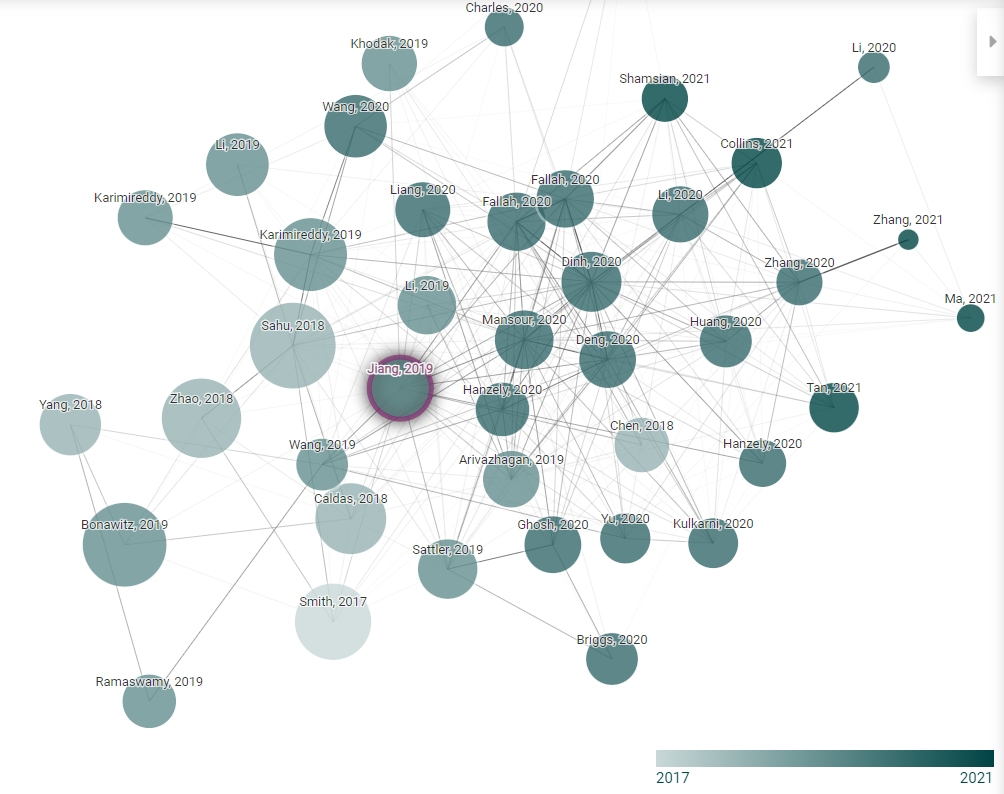 Charles, 2020
Khodak, 2019
Li, 2020
Shamsian, 2021
Wang, 2020
Li, 2019
Collins, 2021
Fallah, 2020
Liang, 2020
Li, 2020
Karimireddy, 2019
Fallah, 2020
Zhang, 2021
Karimireddy, 2019
Dinh, 2020
Zhang, 2020
Li, 2019
Ma, 2021
Sahu, 2018
Mansour, 2020
Huang, 2020
Deng, 2020
Jiang, 2019
Hanzely, 2020
Tan, 2021
Yang, 2018
Zhao, 2018
Chen, 2018
Wang, 2019
Hanzely, 2020
Arivazhagan, 2019
Caldas, 2018
Bonawitz, 2019
Ghosh, 2020
Yu, 2020
Kulkarni, 2020
Sattler, 2019
Smith, 2017
Briggs, 2020
Ramaswamy, 2019
2017
2021